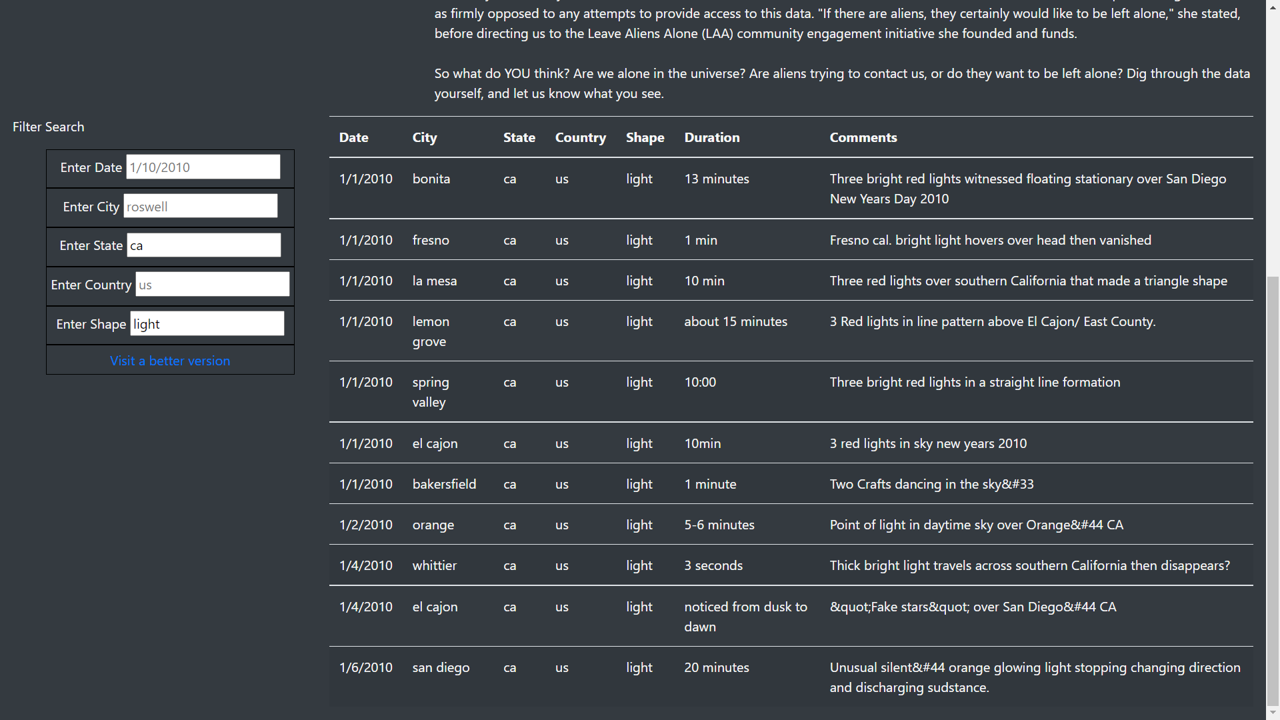 as firmly opposed to any attempts to provide access to this data. "If there are aliens, they certainly would like to be left alone," she stated,
before directing us to the Leave Aliens Alone (LAA) community engagement initiative she founded and funds.
So what do YOU think? Are we alone in the universe? Are aliens trying to contact us, or do they want to be left alone? Dig through the data
yourself, and let us know what you see.
Filter Search
Enter Date 1/10/2010
Enter City roswell
Enter State ca
Enter Country us
Enter Shape light
Visit a better version
Date City State Country Shape Duration Comments
1/1/2010 bonita ca us light 13 minutes Three bright red lights witnessed floating stationary over San Diego
New Years Day 2010
1/1/2010 fresno ca us light 1 min Fresno cal. bright light hovers over head then vanished
1/1/2010 la mesa ca us light 10 min Three red lights over southern California that made a triangle shape
1/1/2010 lemon ca us light about 15 minutes 3 Red lights in line pattern above El Cajon/ East County.
grove
1/1/2010 spring ca us light 10:00 Three bright red lights in a straight line formation
valley
1/1/2010 el cajon ca us light 10min 3 red lights in sky new years 2010
1/1/2010 bakersfield ca us light 1 minute Two Crafts dancing in the sky&#33
1/2/2010 orange ca us light 5-6 minutes Point of light in daytime sky over Orange&#44 CA
1/4/2010 whittier ca us light 3 seconds Thick bright light travels across southern California then disappears?
1/4/2010 el cajon ca us light noticed from dusk to &quot;Fake stars&quot; over San Diego&#44 CA
dawn
1/6/2010 san diego ca us light 20 minutes Unusual silent&#44 orange glowing light stopping changing direction
and discharging sudstance.